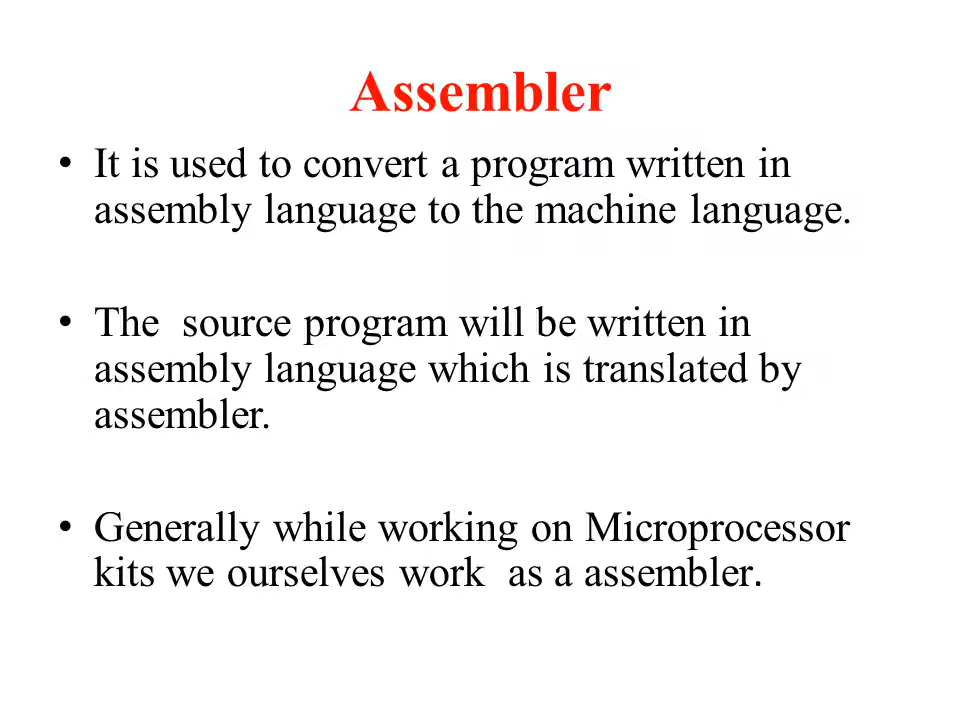 Assembler
• It is used to convert a program written in
assembly language to the machine language.
• The  source program will be written in
assembly language which is translated by
assembler.
• Generally while working on Microprocessor
kits we ourselves work  as a assembler.